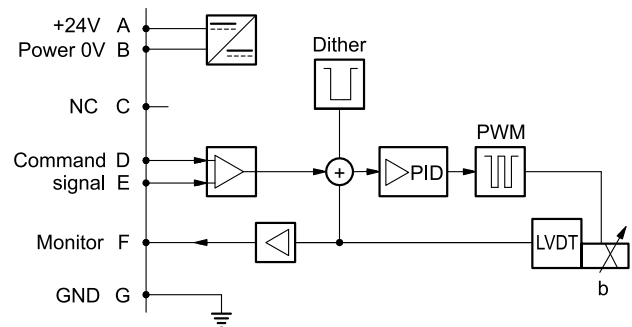 +24V A
Power 0V B
Dither
NC C
PWM
Command D
signal E
+
PID
Monitor F
LVDT
b
GND G